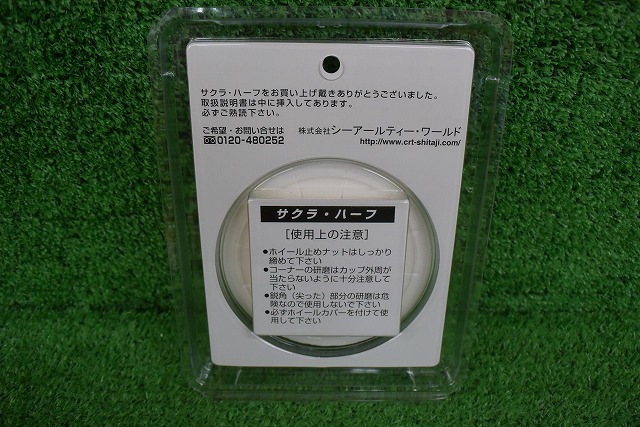 サクラ・ハーフをお買い上げ戴きありがとうございました。
取扱説明書は中に挿入してあります。
必ずご熟読下さい。
ご希望・お問い合せは 株式会社シーアールティー・ワールド
0120-480252 http://www.crt-shitaji.com/
サクラ・ハーフ
［使用上の注意］
●ホイール止めナットはしっかり
締めて下さい
●コーナーの研磨はカップ外周が
当たらないように十分注意して
下さい
●鋭角（尖った）部分の研磨は危
険なので使用しないで下さい
●必ずホイールカバーを付けて使
用して下さい